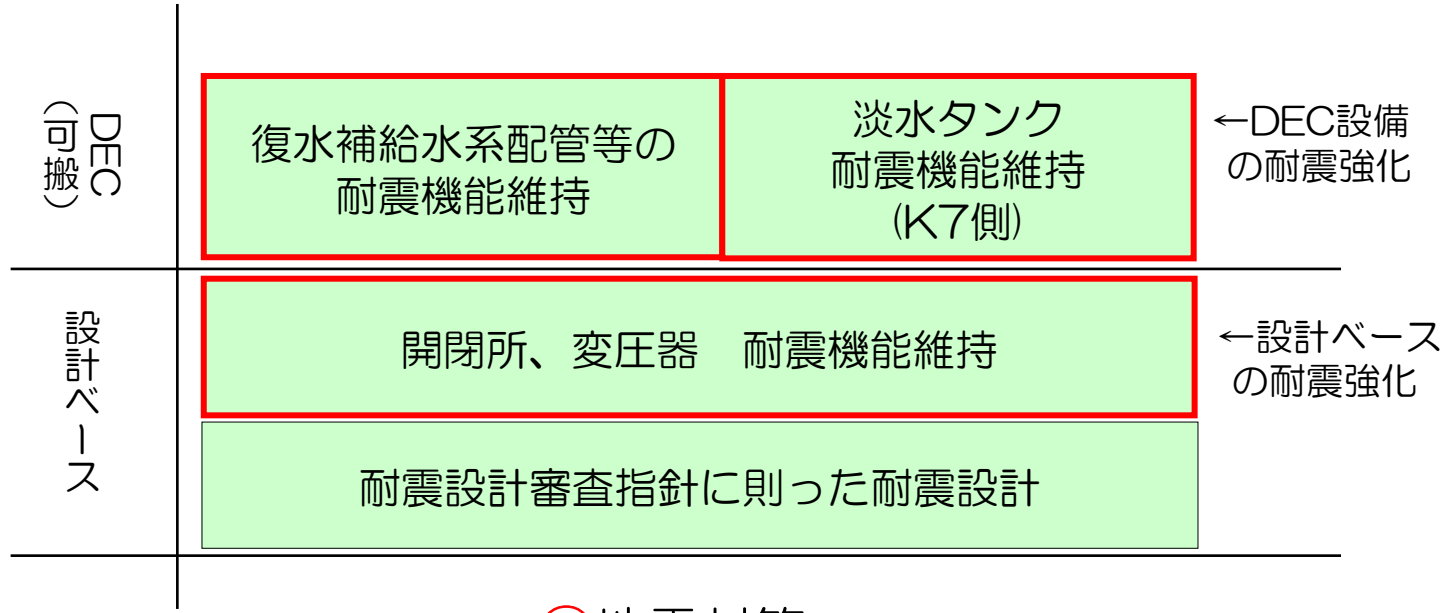 DEC
(可搬)
復水補給水系配管等の
耐震機能維持
淡水タンク
耐震機能維持
(K7側)
←DEC設備
の耐震強化
設計ベース
開閉所、変圧器　耐震機能維持
←設計ベース
の耐震強化
耐震設計審査指針に則った耐震設計